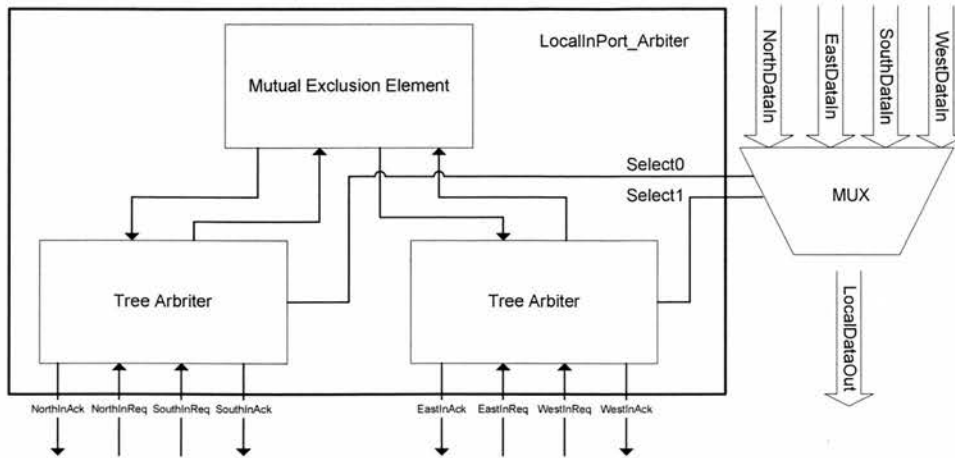 LocalInPort_Arbiter
Mutual Exclusion Element
NorthDataIn
EastDataIn
SouthDataIn
WestDataIn
Select0
Select1
MUX
Tree Arbriter
Tree Arbiter
LocalDataOut
NorthInAck
NorthInReq
SouthInReq
SouthInAck
EastInAck
EastInReq
WestInReq
WestInAck